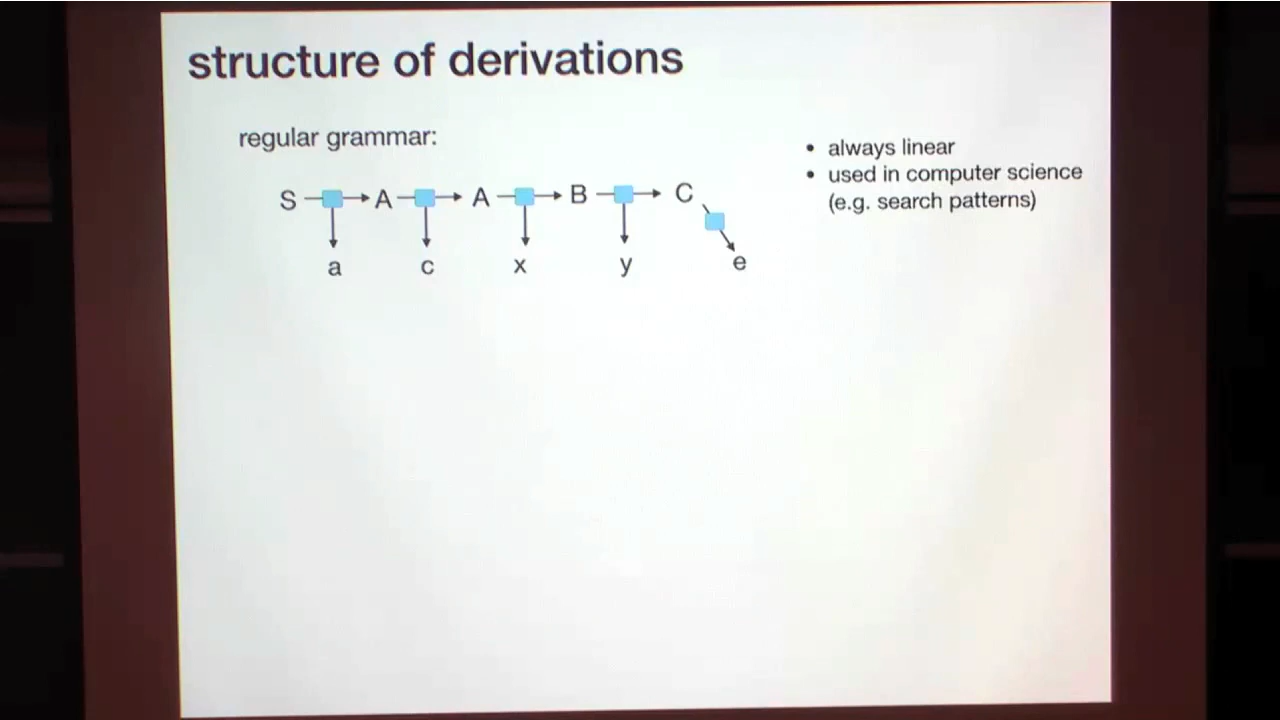 structure of derivations
regular grammar:
S A A B C
a c x y e
• always linear
• used in computer science
(e.g. search patterns)